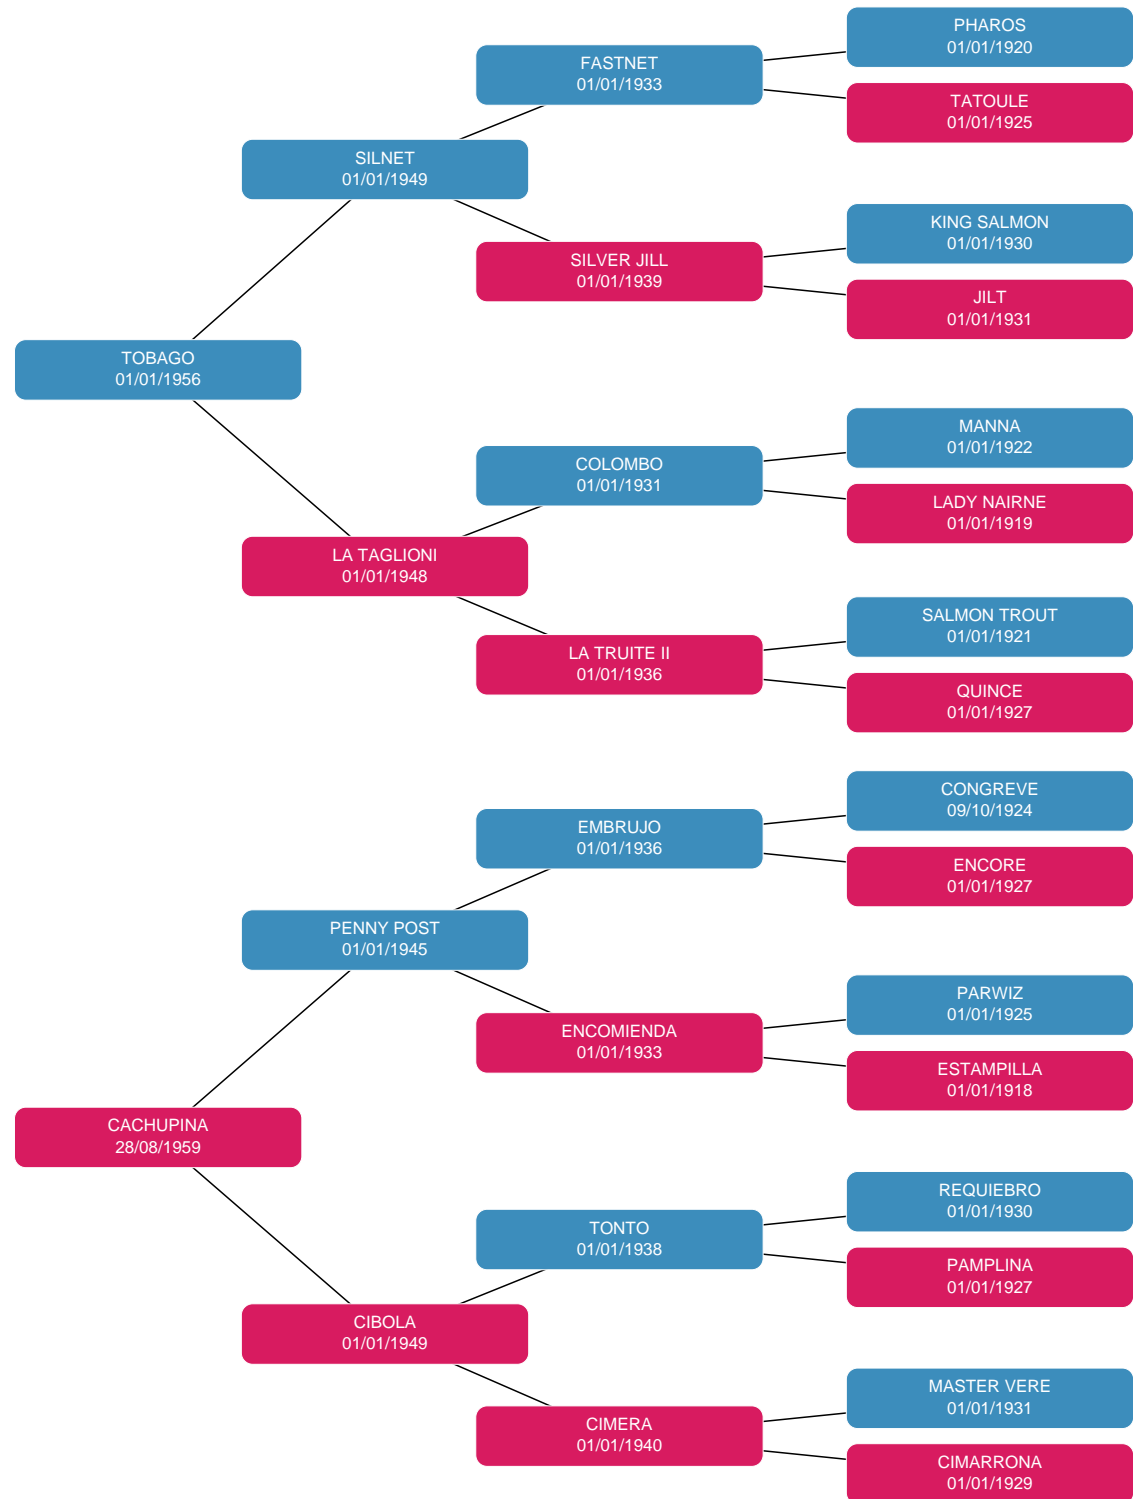 PHAROS
01/01/1920
FASTNET
01/01/1933
TATOULE
01/01/1925
SILNET
01/01/1949
KING SALMON
01/01/1930
SILVER JILL
01/01/1939
JILT
01/01/1931
TOBAGO
01/01/1956
MANNA
01/01/1922
COLOMBO
01/01/1931
LADY NAIRNE
01/01/1919
LA TAGLIONI
01/01/1948
SALMON TROUT
01/01/1921
LA TRUITE II
01/01/1936
QUINCE
01/01/1927
CONGREVE
09/10/1924
EMBRUJO
01/01/1936
ENCORE
01/01/1927
PENNY POST
01/01/1945
PARWIZ
01/01/1925
ENCOMIENDA
01/01/1933
ESTAMPILLA
01/01/1918
CACHUPINA
28/08/1959
REQUIEBRO
01/01/1930
TONTO
01/01/1938
PAMPLINA
01/01/1927
CIBOLA
01/01/1949
MASTER VERE
01/01/1931
CIMERA
01/01/1940
CIMARRONA
01/01/1929